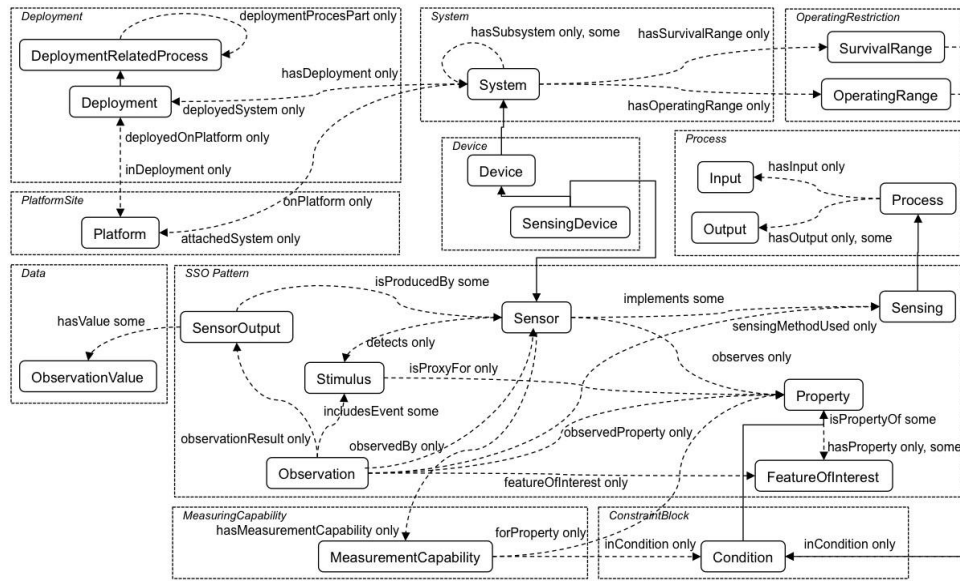 Deployment
deploymentProcesPart only
DeploymentRelatedProcess
Deployment
hasDeployment only
deployedSystem only
deployedOnPlatform only
inDeployment only
System
hasSubsystem only, some
System
hasSurvivalRange only
hasOperatingRange only
OperatingRestriction
SurvivalRange
OperatingRange
Device
Device
SensingDevice
Process
Input
hasInput only
Process
Output
hasOutput only, some
PlatformSite
Platform
onPlatform only
attachedSystem only
Data
hasValue some
ObservationValue
SSO Pattern
isProducedBy some
SensorOutput
Sensor
implements some
Sensing
sensingMethodUsed only
detects only
observes only
Stimulus
isProxyFor only
Property
includesEvent some
isPropertyOf some
observationResult only
observedBy only
observedProperty only
hasProperty only, some
Observation
featureOfInterest only
FeatureOfInterest
MeasuringCapability
hasMeasurementCapability only
forProperty only
MeasurementCapability
ConstraintBlock
inCondition only
Condition
inCondition only